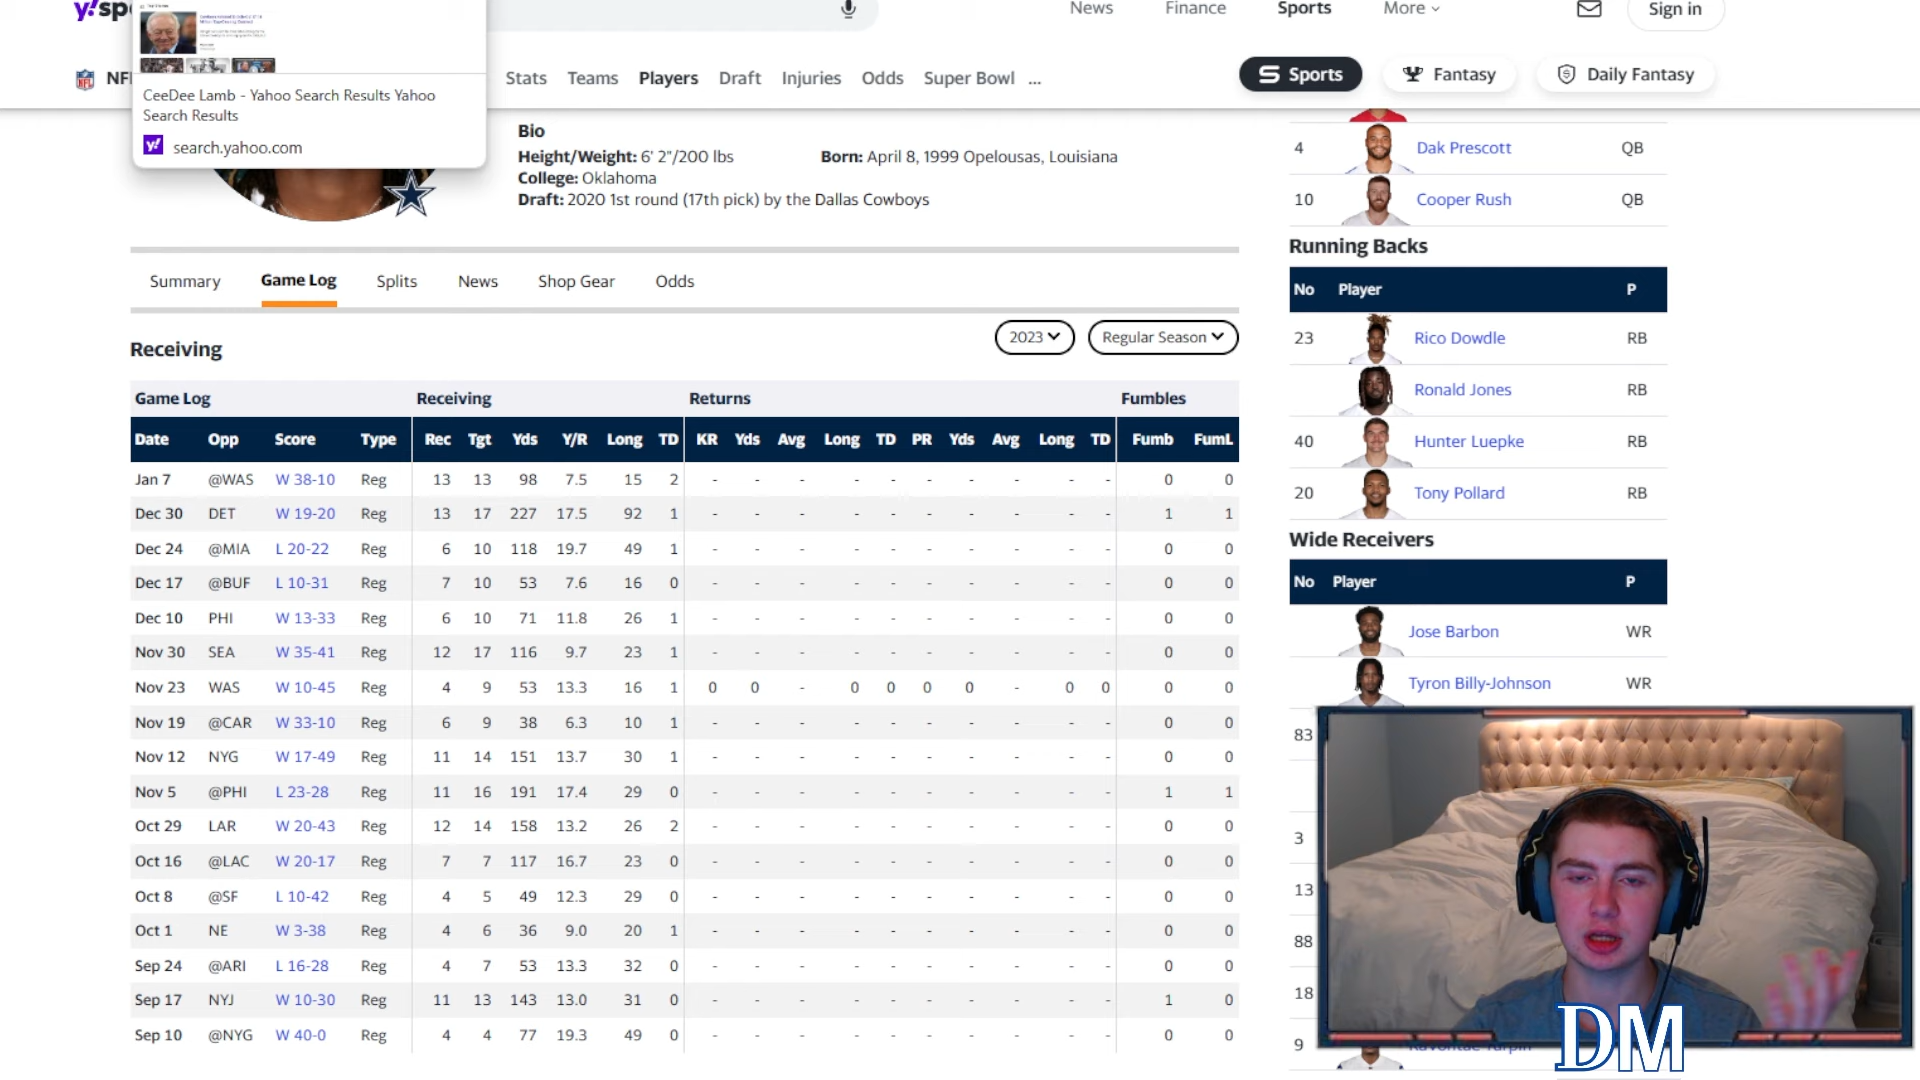 y!sp
News Finance Sports More
Sign in
NFL Stats Teams Players Draft Injuries Odds Super Bowl ...
Sports Fantasy Daily Fantasy
CeeDee Lamb - Yahoo Search Results Yahoo
Search Results
y! search.yahoo.com
Bio
Height/Weight: 6' 2"/200 lbs Born: April 8, 1999 Opelousas, Louisiana
College: Oklahoma
Draft: 2020 1st round (17th pick) by the Dallas Cowboys
Summary Game Log Splits News Shop Gear Odds
Receiving
2023 Regular Season
Game Log Receiving Returns Fumbles
Date Opp Score Type Rec Tgt Yds Y/R Long TD KR Yds Avg Long TD PR Yds Avg Long TD Fumb FumL
Jan 7 @WAS W 38-10 Reg 13 13 98 7.5 15 2 - - - - - - - - - - 0 0
Dec 30 DET W 19-20 Reg 13 17 227 17.5 92 1 - - - - - - - - - - 1 1
Dec 24 @MIA L 20-22 Reg 6 10 118 19.7 49 1 - - - - - - - - - - 0 0
Dec 17 @BUF L 10-31 Reg 7 10 53 7.6 16 0 - - - - - - - - - - 0 0
Dec 10 PHI W 13-33 Reg 6 10 71 11.8 26 1 - - - - - - - - - - 0 0
Nov 30 SEA W 35-41 Reg 12 17 116 9.7 23 1 - - - - - - - - - - 0 0
Nov 23 WAS W 10-45 Reg 4 9 53 13.3 16 1 0 0 - 0 0 0 0 - 0 0 0 0
Nov 19 @CAR W 33-10 Reg 6 9 38 6.3 10 1 - - - - - - - - - - 0 0
Nov 12 NYG W 17-49 Reg 11 14 151 13.7 30 1 - - - - - - - - - - 0 0
Nov 5 @PHI L 23-28 Reg 11 16 191 17.4 29 0 - - - - - - - - - - 1 1
Oct 29 LAR W 20-43 Reg 12 14 158 13.2 26 2 - - - - - - - - - - 0 0
Oct 16 @LAC W 20-17 Reg 7 7 117 16.7 23 0 - - - - - - - - - - 0 0
Oct 8 @SF L 10-42 Reg 4 5 49 12.3 29 0 - - - - - - - - - - 0 0
Oct 1 NE W 3-38 Reg 4 6 36 9.0 20 1 - - - - - - - - - - 0 0
Sep 24 @ARI L 16-28 Reg 4 7 53 13.3 32 0 - - - - - - - - - - 0 0
Sep 17 NYJ W 10-30 Reg 11 13 143 13.0 31 0 - - - - - - - - - - 1 0
Sep 10 @NYG W 40-0 Reg 4 4 77 19.3 49 0 - - - - - - - - - - 0 0
4 Dak Prescott QB
10 Cooper Rush QB
Running Backs
No Player P
23 Rico Dowdle RB
Ronald Jones RB
40 Hunter Luepke RB
20 Tony Pollard RB
Wide Receivers
No Player P
Jose Barbon WR
Tyron Billy-Johnson WR
83
3
13
88
18
9 Kavontae Turpin
DM